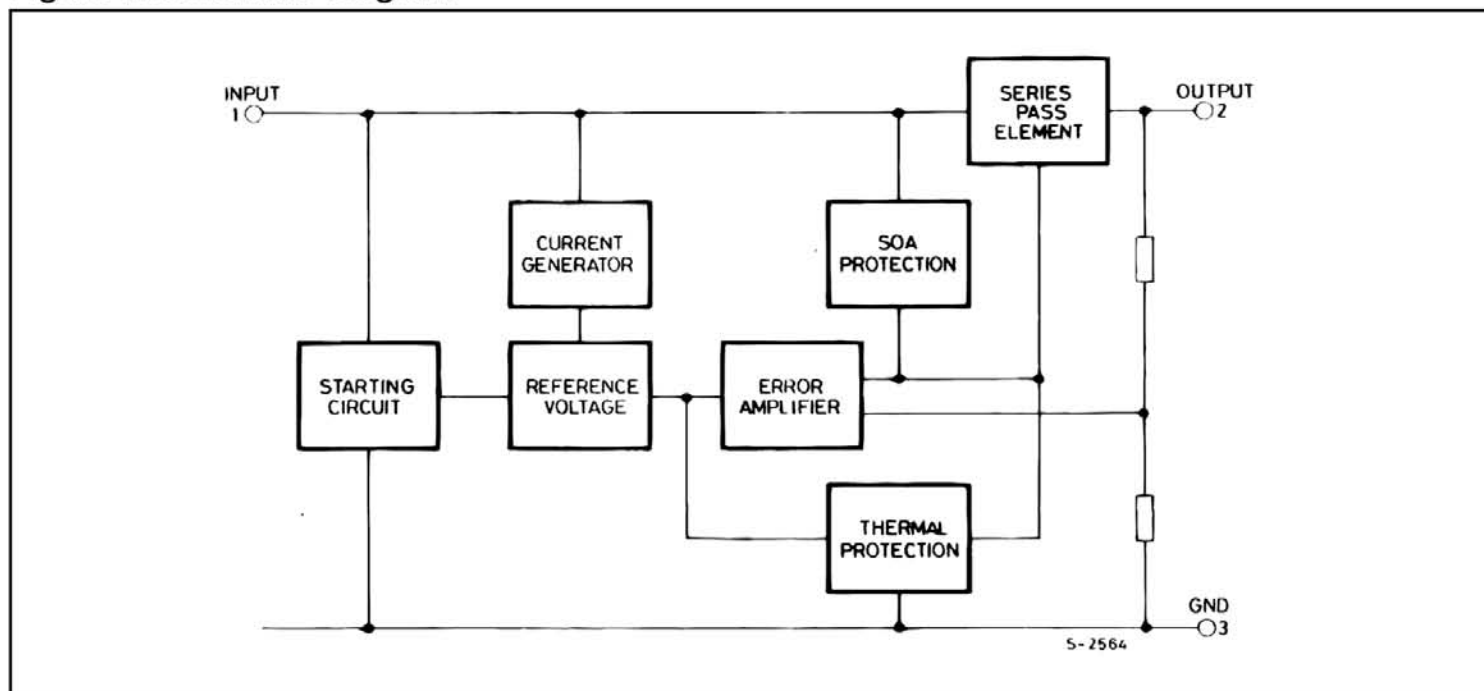 INPUT
1
SERIES
PASS
ELEMENT
OUTPUT
2
CURRENT
GENERATOR
SOA
PROTECTION
STARTING
CIRCUIT
REFERENCE
VOLTAGE
ERROR
AMPLIFIER
THERMAL
PROTECTION
GND
3
S-2564